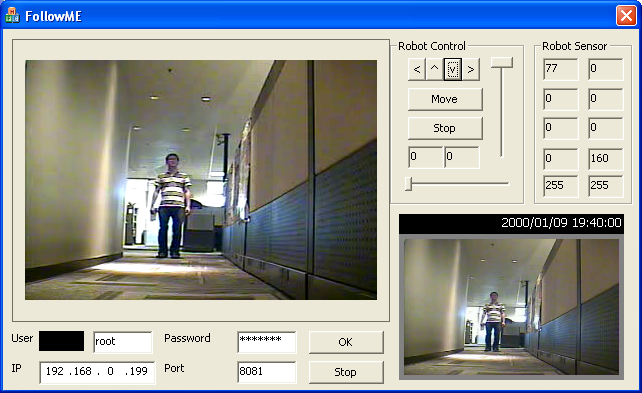 FollowME
Robot Control
< ^ v >
Move
Stop
0 0
Robot Sensor
77 0
0 0
0 0
0 160
255 255
2000/01/09 19:40:00
User root Password ******* OK
IP 192 .168 . 0 .199 Port 8081 Stop